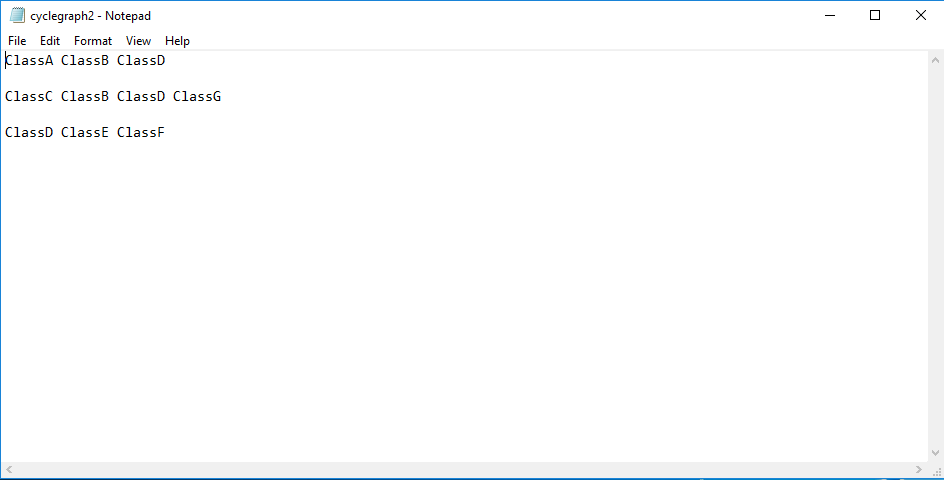 cyclegraph2 - Notepad
File Edit Format View Help
ClassA ClassB ClassD
ClassC ClassB ClassD ClassG
ClassD ClassE ClassF